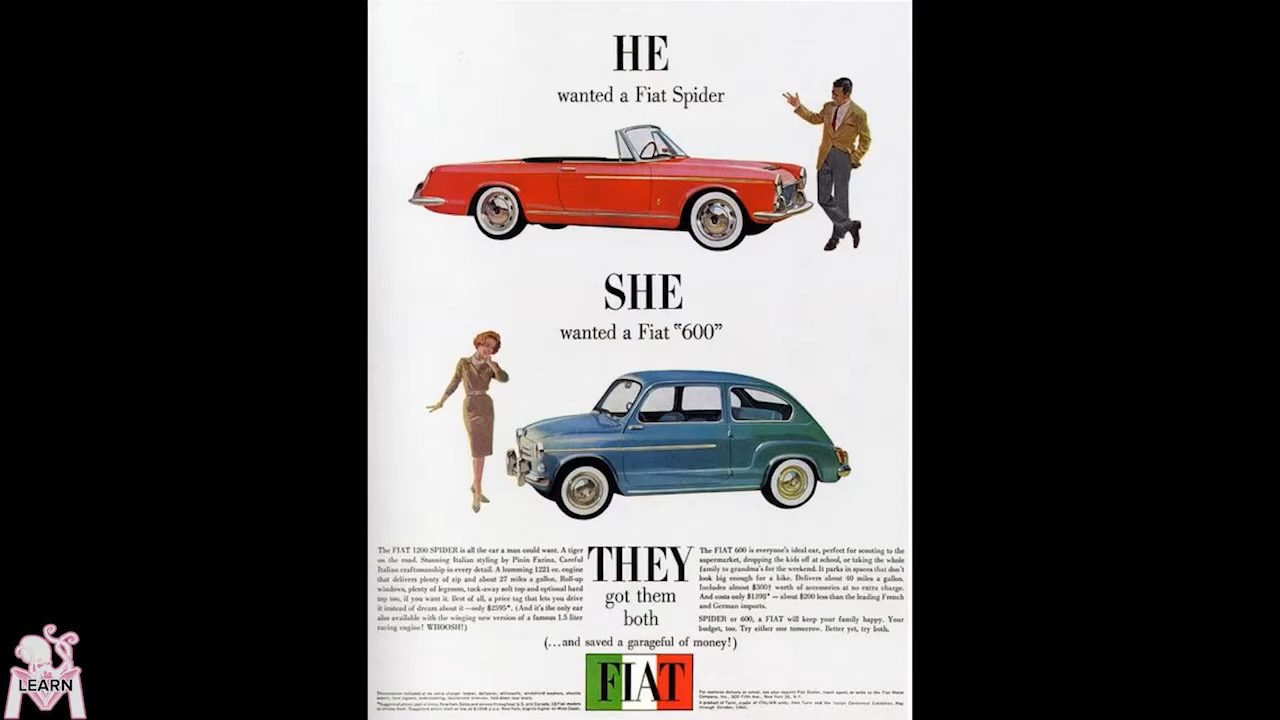 HE
wanted a Fiat Spider
SHE
wanted a Fiat "600"
The FIAT 1200 SPIDER is all the car a man could want. A tiger
on the road. Stunning Italian styling by Pinin Farina. Careful
Italian craftsmanship in every detail. A humming 1221 cc. engine
that delivers plenty of zip and about 27 miles a gallon. Roll-up
windows, plenty of legroom, tuck-away soft top and optional hard
top too, if you want it. Best of all, a price tag that lets you drive
it instead of dream about it—only $2595*. (And it's the only car
also available with the winging new version of a famous 1.5 liter
racing engine! WHOOSH!)
THEY
got them
both
(...and saved a garageful of money!)
The FIAT 600 is everyone's ideal car, perfect for scooting to the
supermarket, dropping the kids off at school, or taking the whole
family to grandma's for the weekend. It parks in spaces that don't
look big enough for a bike. Delivers about 40 miles a gallon.
Includes almost $300† worth of accessories at no extra charge.
And costs only $1398* — about $200 less than the leading French
and German imports.
SPIDER or 600, a FIAT will keep your family happy. Your
budget, too. Try either one tomorrow. Better yet, try both.
FIAT
LEARN